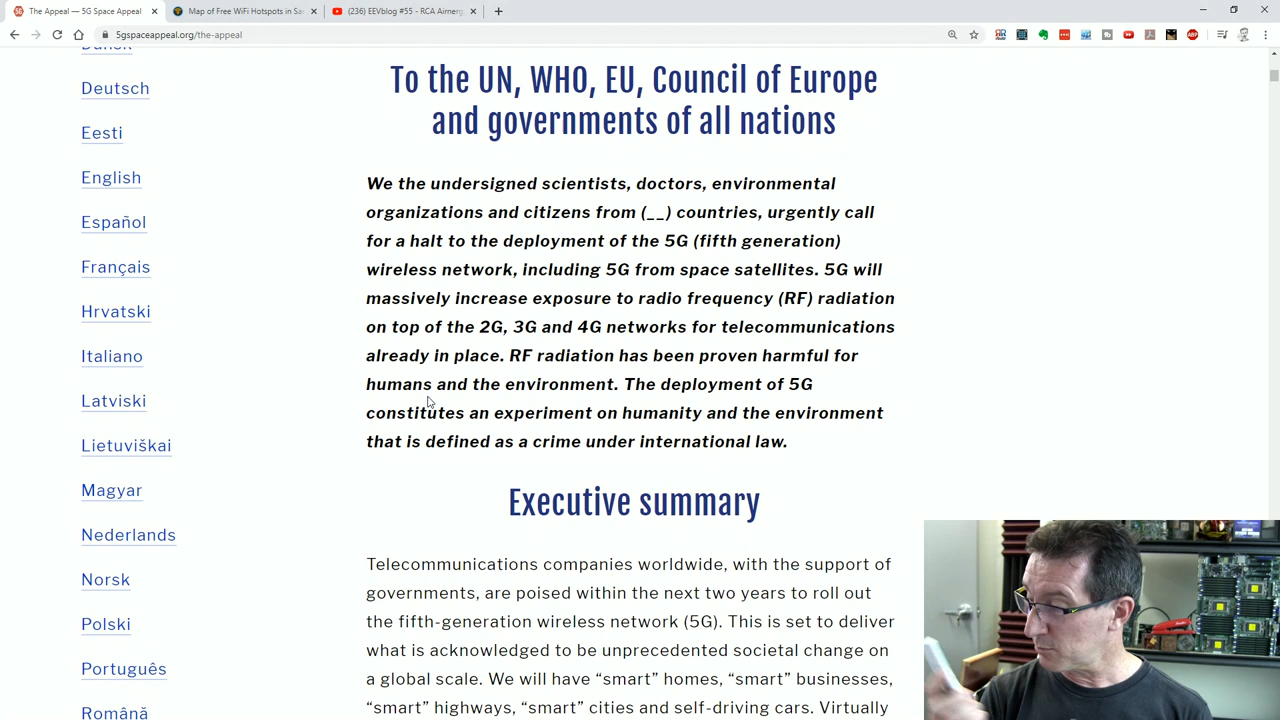 The Appeal — 5G Space Appeal
Map of Free WiFi Hotspots in Sa
(236) EEVblog #55 - RCA Airnerg
5gspaceappeal.org/the-appeal
Dansk
Deutsch
Eesti
English
Español
Français
Hrvatski
Italiano
Latviski
Lietuviškai
Magyar
Nederlands
Norsk
Polski
Português
Română
To the UN, WHO, EU, Council of Europe
and governments of all nations
We the undersigned scientists, doctors, environmental
organizations and citizens from (__) countries, urgently call
for a halt to the deployment of the 5G (fifth generation)
wireless network, including 5G from space satellites. 5G will
massively increase exposure to radio frequency (RF) radiation
on top of the 2G, 3G and 4G networks for telecommunications
already in place. RF radiation has been proven harmful for
humans and the environment. The deployment of 5G
constitutes an experiment on humanity and the environment
that is defined as a crime under international law.
Executive summary
Telecommunications companies worldwide, with the support of
governments, are poised within the next two years to roll out
the fifth-generation wireless network (5G). This is set to deliver
what is acknowledged to be unprecedented societal change on
a global scale. We will have “smart” homes, “smart” businesses,
“smart” highways, “smart” cities and self-driving cars. Virtually